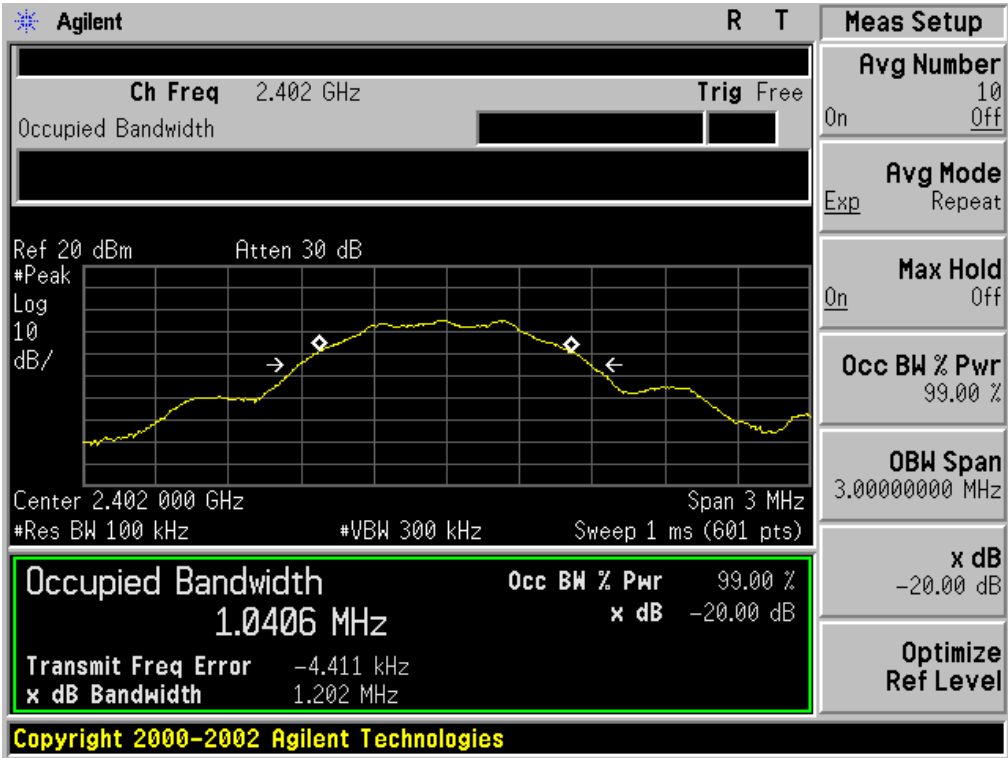 Agilent R T
Ch Freq 2.402 GHz Trig Free
Occupied Bandwidth
Ref 20 dBm Atten 30 dB
#Peak
Log
10
dB/
Center 2.402 000 GHz Span 3 MHz
#Res BW 100 kHz #VBW 300 kHz Sweep 1 ms (601 pts)
Occupied Bandwidth
1.0406 MHz
Occ BW % Pwr 99.00 %
x dB -20.00 dB
Transmit Freq Error -4.411 kHz
x dB Bandwidth 1.202 MHz
Copyright 2000-2002 Agilent Technologies
Meas Setup
Avg Number
10
On Off
Avg Mode
Exp Repeat
Max Hold
On Off
Occ BW % Pwr
99.00 %
OBW Span
3.00000000 MHz
x dB
-20.00 dB
Optimize
Ref Level